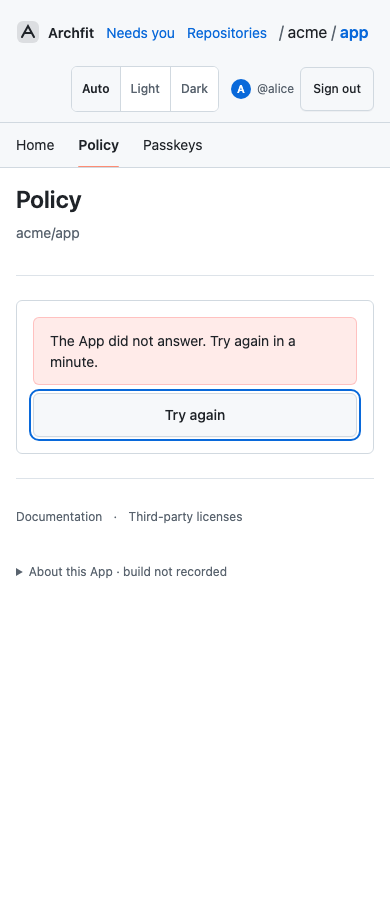 Archfit Needs you Repositories / acme / app
Auto Light Dark A @alice Sign out
Home Policy Passkeys
Policy
acme/app
The App did not answer. Try again in a
minute.
Try again
Documentation · Third-party licenses
About this App · build not recorded